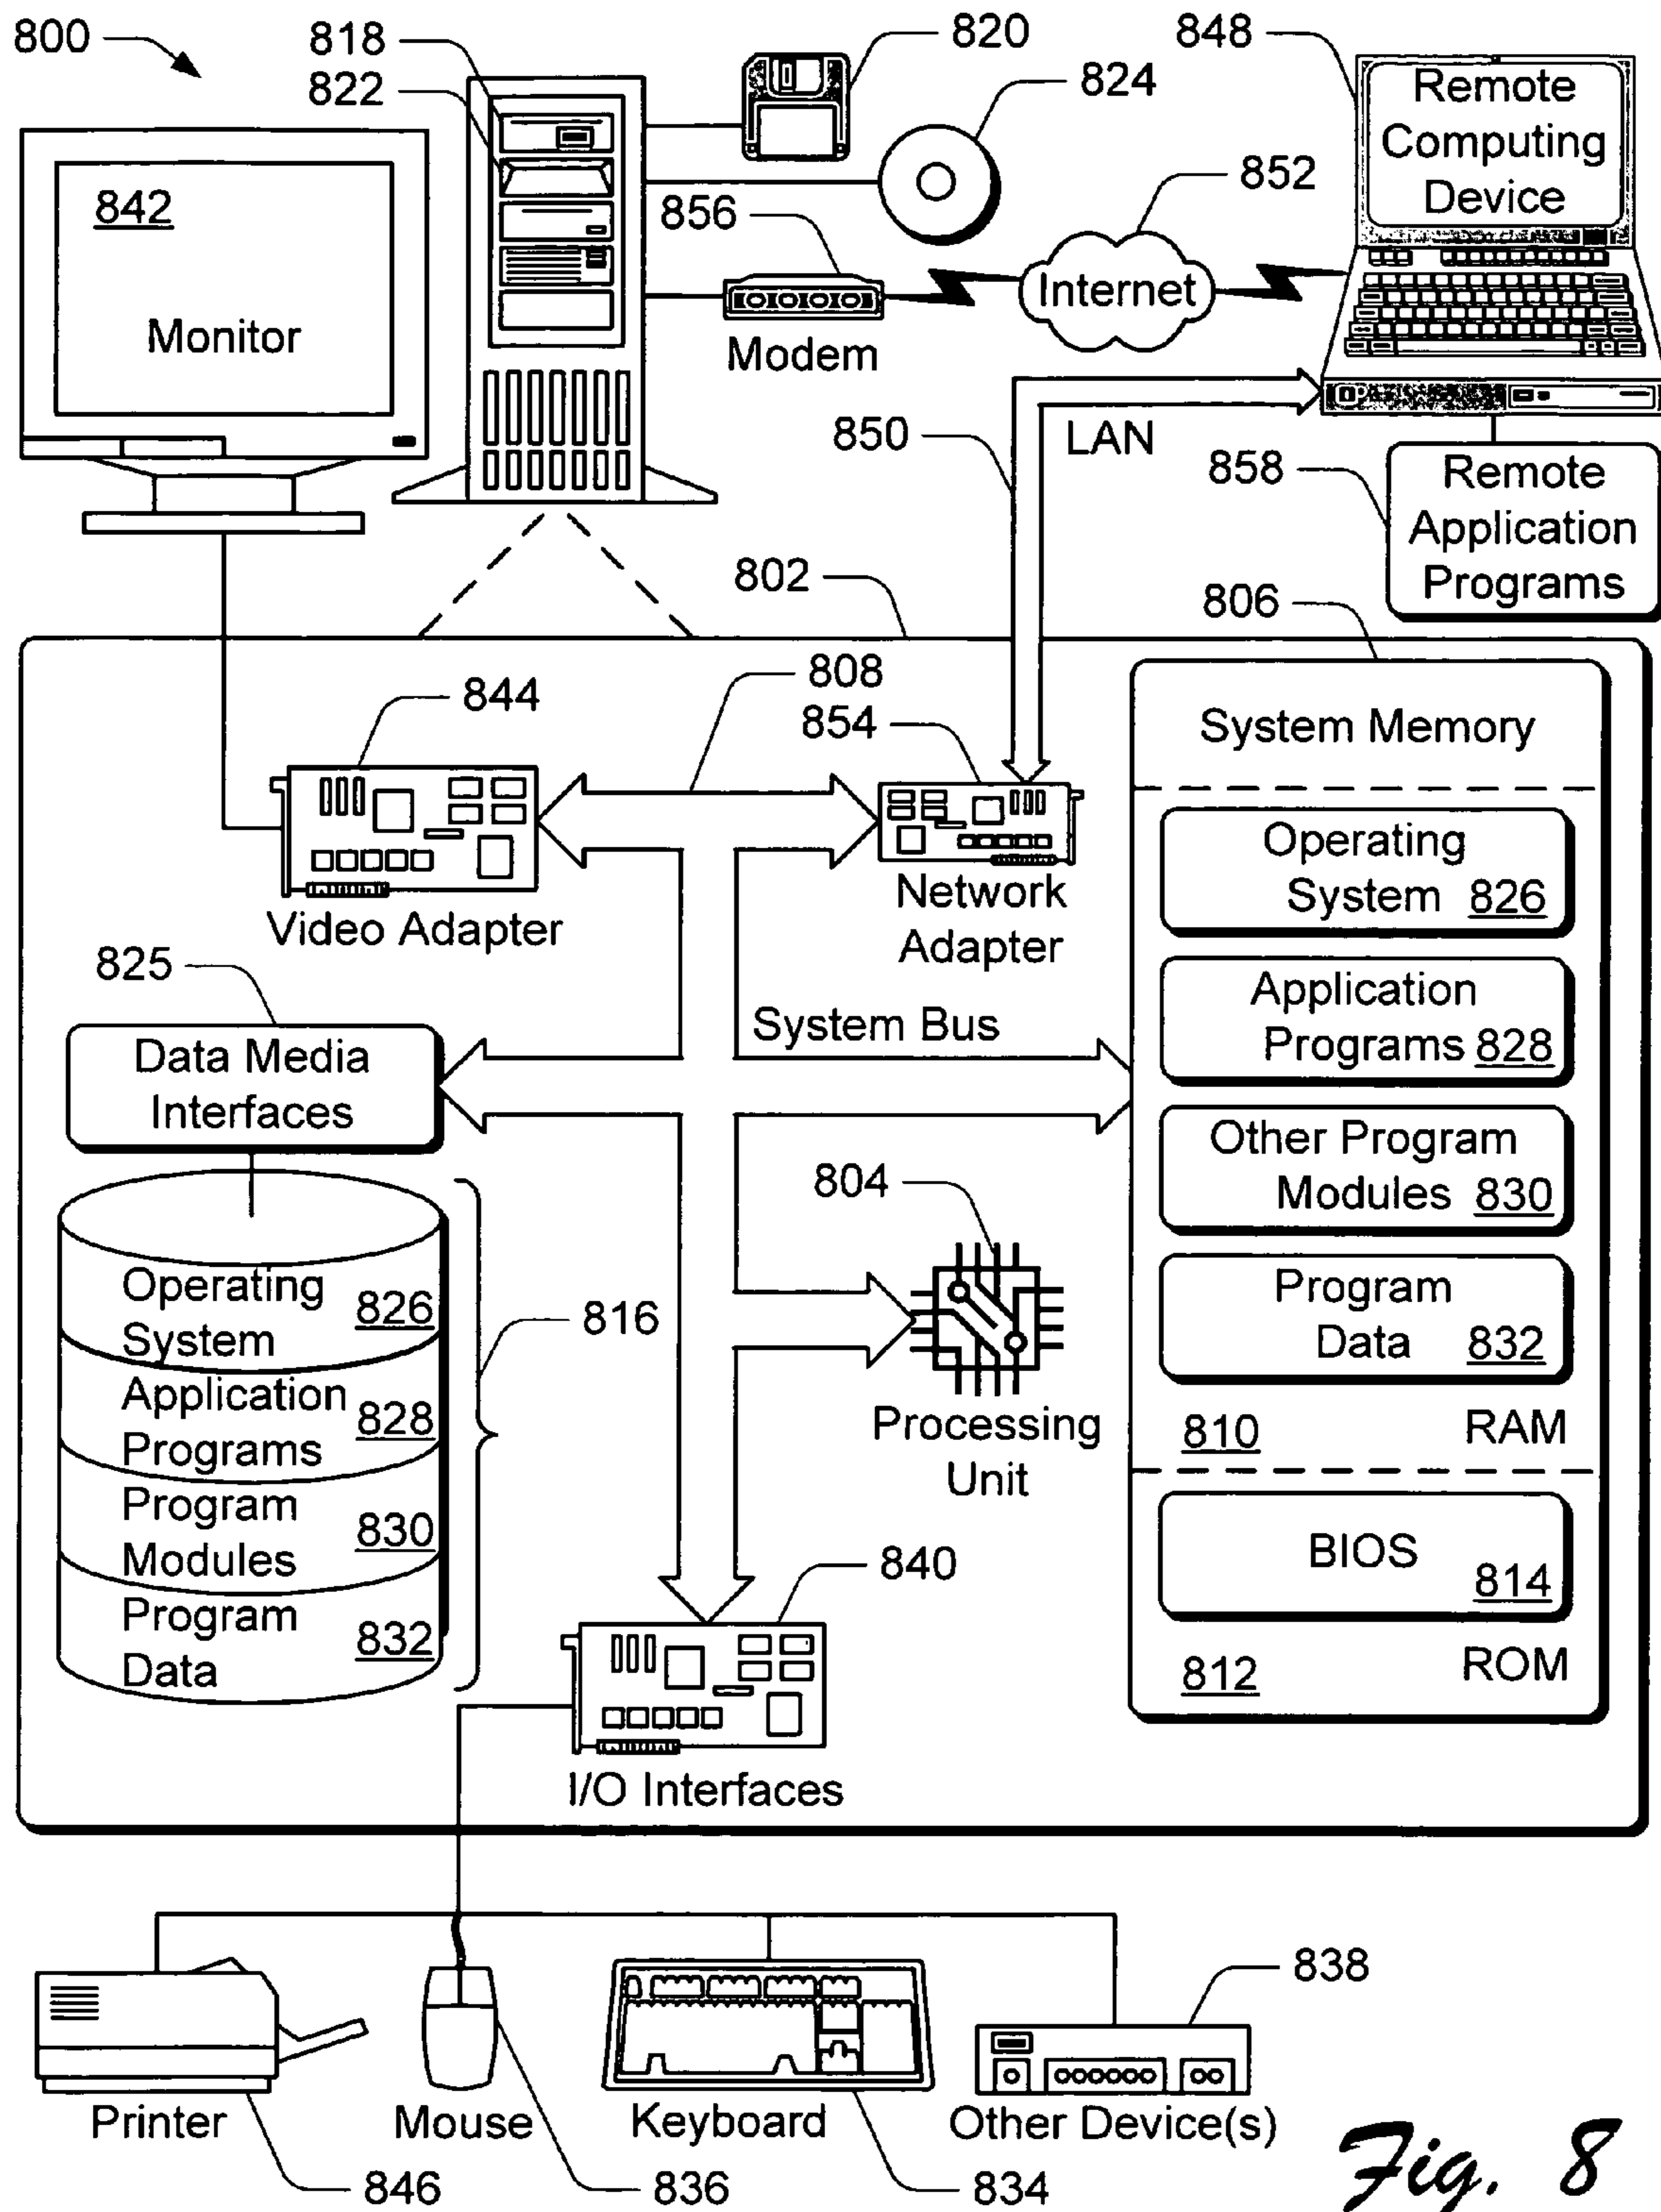 800
818
822
820
824
848
Remote
Computing
Device
842
Monitor
856
Modem
852
Internet
850
LAN
858
Remote
Application
Programs
802
806
844
808
854
Video Adapter
Network
Adapter
System Memory
Operating
System 826
Application
Programs 828
Other Program
Modules 830
Program
Data 832
810 RAM
BIOS
814
812 ROM
825
Data Media
Interfaces
System Bus
804
Processing
Unit
Operating
System 826
Application
Programs 828
Program
Modules 830
Program
Data 832
816
840
I/O Interfaces
838
Printer
Mouse
Keyboard
Other Device(s)
846
836
834
Fig. 8